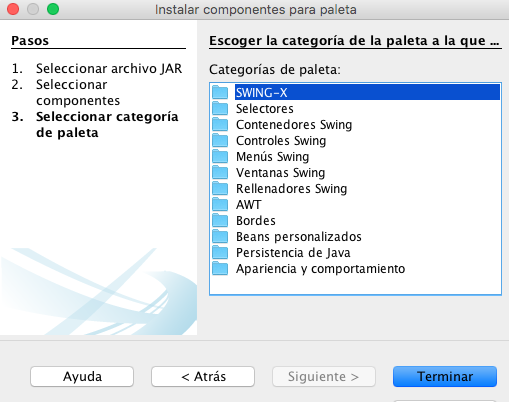 Instalar componentes para paleta
Pasos
1. Seleccionar archivo JAR
2. Seleccionar
componentes
3. Seleccionar categoría
de paleta
Escoger la categoría de la paleta a la que ...
Categorías de paleta:
SWING-X
Selectores
Contenedores Swing
Controles Swing
Menús Swing
Ventanas Swing
Rellenadores Swing
AWT
Bordes
Beans personalizados
Persistencia de Java
Apariencia y comportamiento
Ayuda
< Atrás
Siguiente >
Terminar